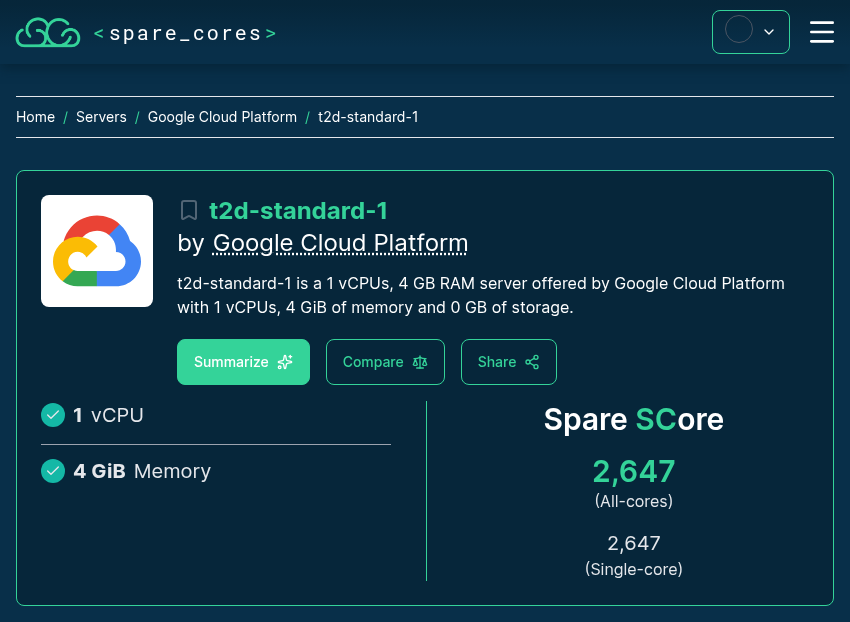 <spare_cores>
Home / Servers / Google Cloud Platform / t2d-standard-1
t2d-standard-1
by Google Cloud Platform
t2d-standard-1 is a 1 vCPUs, 4 GB RAM server offered by Google Cloud Platform
with 1 vCPUs, 4 GiB of memory and 0 GB of storage.
Summarize Compare Share
1 vCPU
4 GiB Memory
Spare SCore
2,647
(All-cores)
2,647
(Single-core)